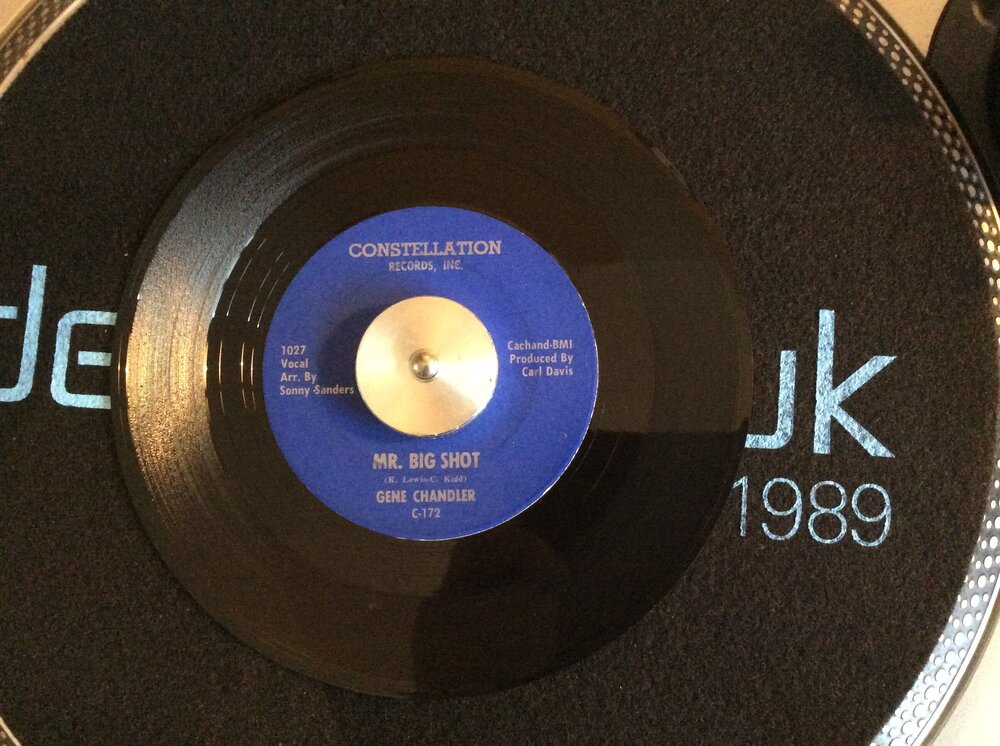 CONSTELLATION
RECORDS, INC.
1027
Vocal
Arr. By
Sonny Sanders
Cachand-BMI
Produced By
Carl Davis
MR. BIG SHOT
(K. Lewis-C. Kidd)
GENE CHANDLER
C-172
de
uk
1989